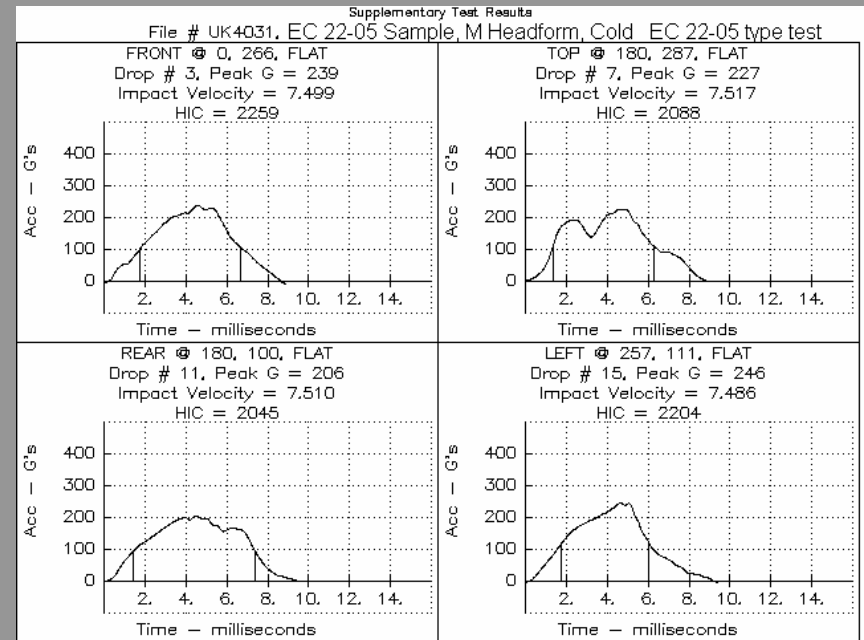 Supplementary Test Results
File # UK4031, EC 22-05 Sample, M Headform, Cold EC 22-05 type test
FRONT @ 0, 266, FLAT
Drop # 3, Peak G = 239
Impact Velocity = 7.499
HIC = 2259
Acc - G's
400
300
200
100
0
2. 4. 6. 8. 10. 12. 14.
Time - milliseconds
TOP @ 180, 287, FLAT
Drop # 7, Peak G = 227
Impact Velocity = 7.517
HIC = 2088
Acc - G's
400
300
200
100
0
2. 4. 6. 8. 10. 12. 14.
Time - milliseconds
REAR @ 180, 100, FLAT
Drop # 11, Peak G = 206
Impact Velocity = 7.510
HIC = 2045
Acc - G's
400
300
200
100
0
2. 4. 6. 8. 10. 12. 14.
Time - milliseconds
LEFT @ 257, 111, FLAT
Drop # 15, Peak G = 246
Impact Velocity = 7.486
HIC = 2204
Acc - G's
400
300
200
100
0
2. 4. 6. 8. 10. 12. 14.
Time - milliseconds